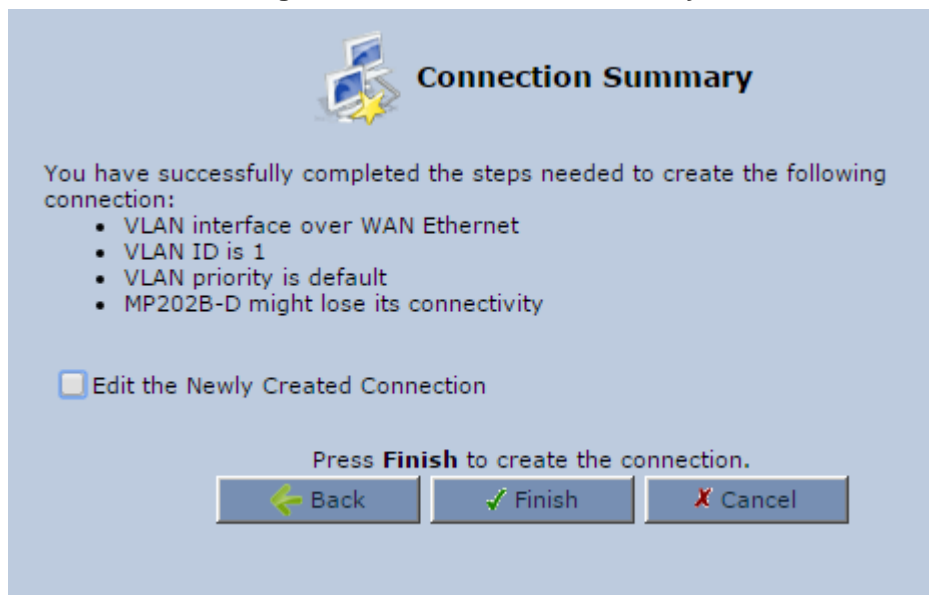 Connection Summary
You have successfully completed the steps needed to create the following
connection:
• VLAN interface over WAN Ethernet
• VLAN ID is 1
• VLAN priority is default
• MP202B-D might lose its connectivity
Edit the Newly Created Connection
Press Finish to create the connection.
Back Finish Cancel